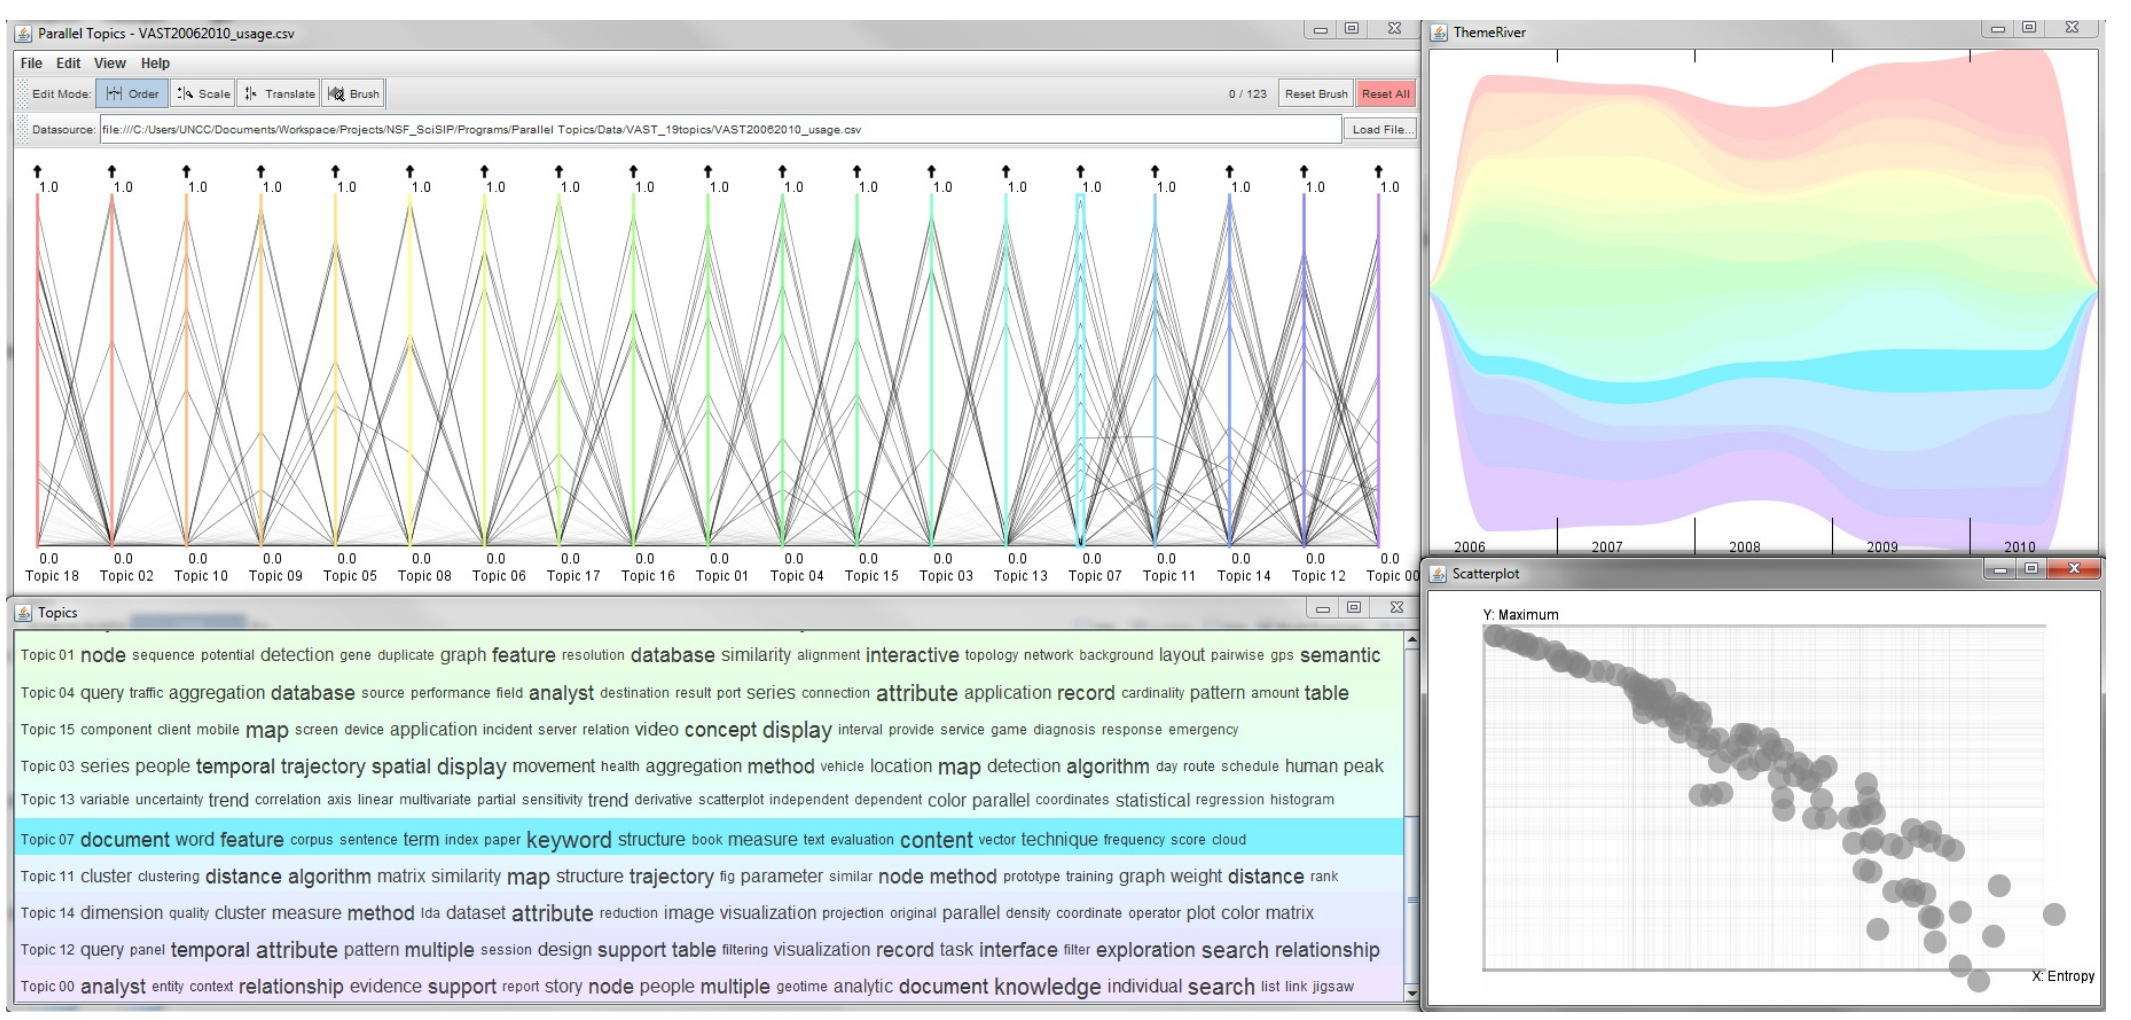 Parallel Topics - VAST20062010_usage.csv
File Edit View Help
Edit Mode: Order Scale Translate Brush 0 / 123 Reset Brush Reset All
Datasource: file:///C:/Users/UNCC/Documents/Workspace/Projects/NSF_SciSIP/Programs/Parallel Topics/Data/VAST_19topics/VAST20062010_usage.csv Load File...
1.0 1.0 1.0 1.0 1.0 1.0 1.0 1.0 1.0 1.0 1.0 1.0 1.0 1.0 1.0 1.0 1.0 1.0 1.0
0.0 0.0 0.0 0.0 0.0 0.0 0.0 0.0 0.0 0.0 0.0 0.0 0.0 0.0 0.0 0.0 0.0 0.0 0.0
Topic 18 Topic 02 Topic 10 Topic 09 Topic 05 Topic 08 Topic 06 Topic 17 Topic 16 Topic 01 Topic 04 Topic 15 Topic 03 Topic 13 Topic 07 Topic 11 Topic 14 Topic 12 Topic 00
ThemeRiver
2006 2007 2008 2009 2010
Topics
Topic 01 node sequence potential detection gene duplicate graph feature resolution database similarity alignment interactive topology network background layout pairwise gps semantic
Topic 04 query traffic aggregation database source performance field analyst destination result port series connection attribute application record cardinality pattern amount table
Topic 15 component client mobile map screen device application incident server relation video concept display interval provide service game diagnosis response emergency
Topic 03 series people temporal trajectory spatial display movement health aggregation method vehicle location map detection algorithm day route schedule human peak
Topic 13 variable uncertainty trend correlation axis linear multivariate partial sensitivity trend derivative scatterplot independent dependent color parallel coordinates statistical regression histogram
Topic 07 document word feature corpus sentence term index paper keyword structure book measure text evaluation content vector technique frequency score cloud
Topic 11 cluster clustering distance algorithm matrix similarity map structure trajectory fig parameter similar node method prototype training graph weight distance rank
Topic 14 dimension quality cluster measure method lda dataset attribute reduction image visualization projection original parallel density coordinate operator plot color matrix
Topic 12 query panel temporal attribute pattern multiple session design support table filtering visualization record task interface filter exploration search relationship
Topic 00 analyst entity context relationship evidence support report story node people multiple geotime analytic document knowledge individual search list link jigsaw
Scatterplot
Y: Maximum
X: Entropy